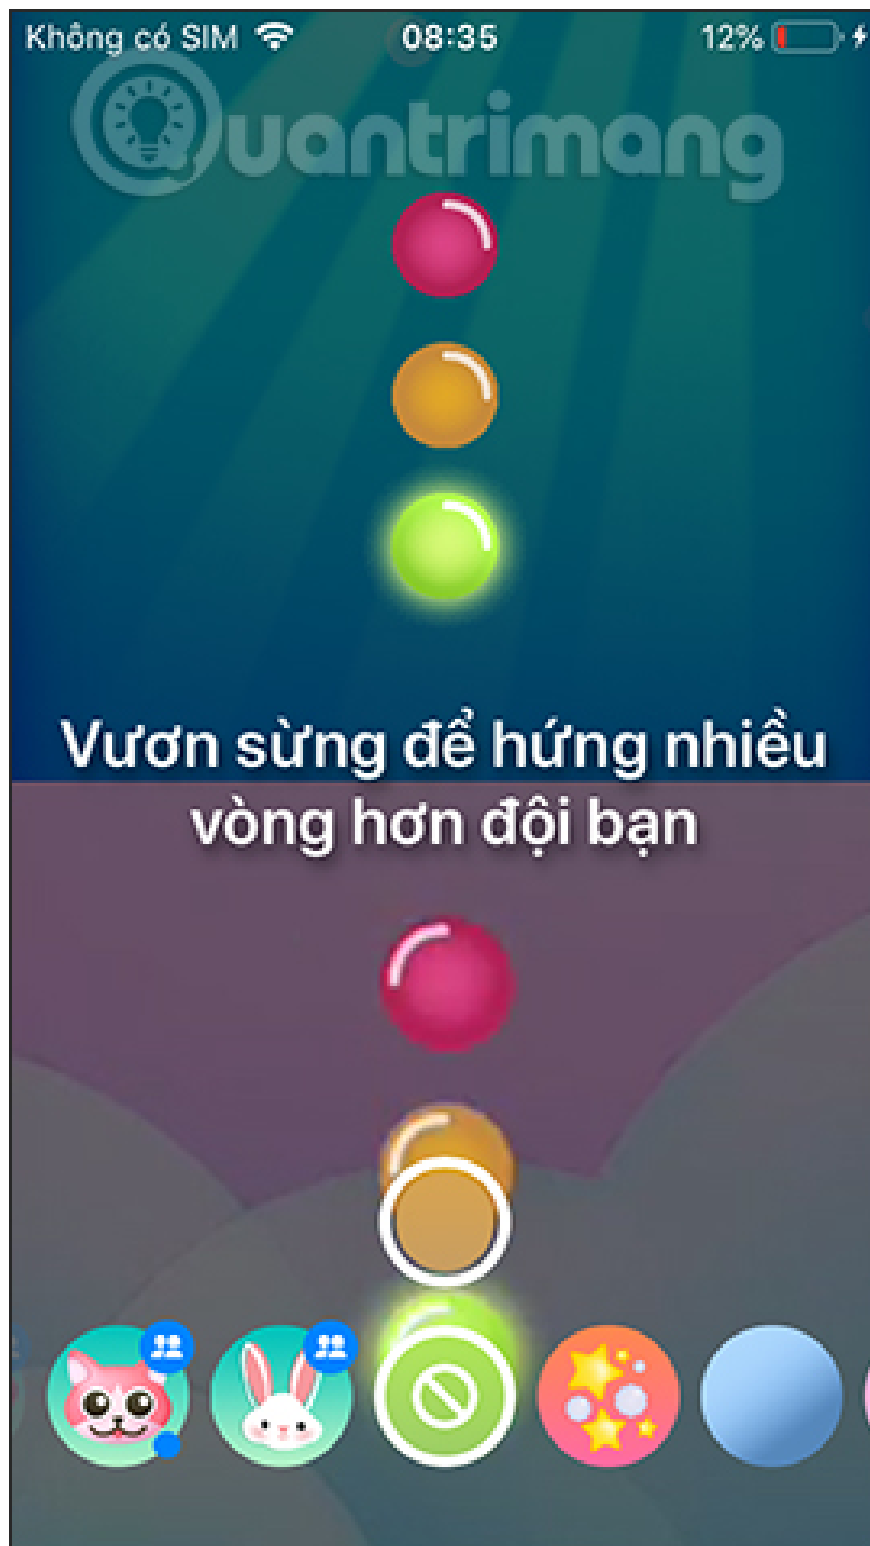 Không có SIM 08:35 12%
Quantrimang
Vươn sừng để hứng nhiều
vòng hơn đội bạn